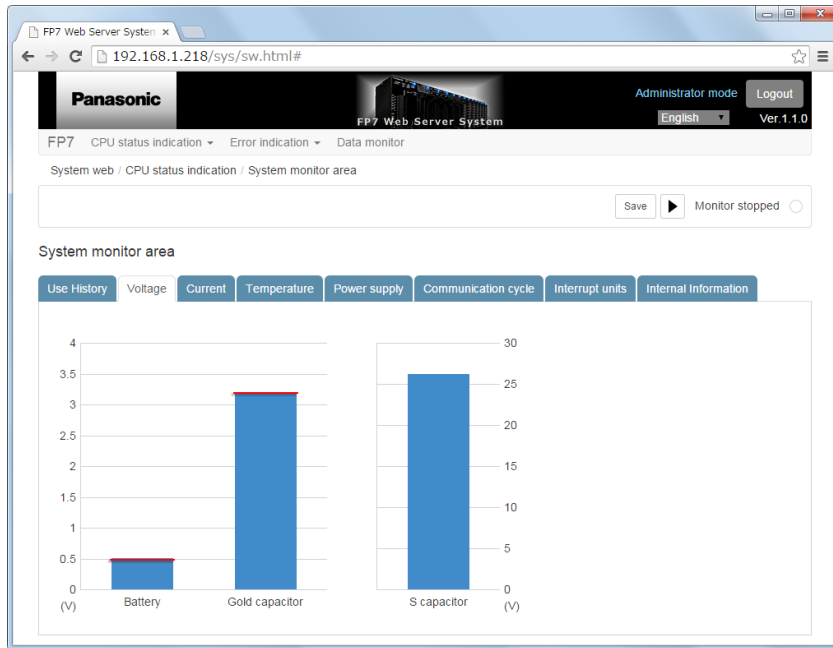 FP7 Web Server System
192.168.1.218/sys/sw.html#
Panasonic
FP7 Web Server System
Administrator mode
Logout
English
Ver.1.1.0
FP7 CPU status indication Error indication Data monitor
System web / CPU status indication / System monitor area
Save Monitor stopped
System monitor area
Use History Voltage Current Temperature Power supply Communication cycle Interrupt units Internal Information
4
3.5
3
2.5
2
1.5
1
0.5
0
(V)
Battery
Gold capacitor
30
25
20
15
10
5
0
(V)
S capacitor